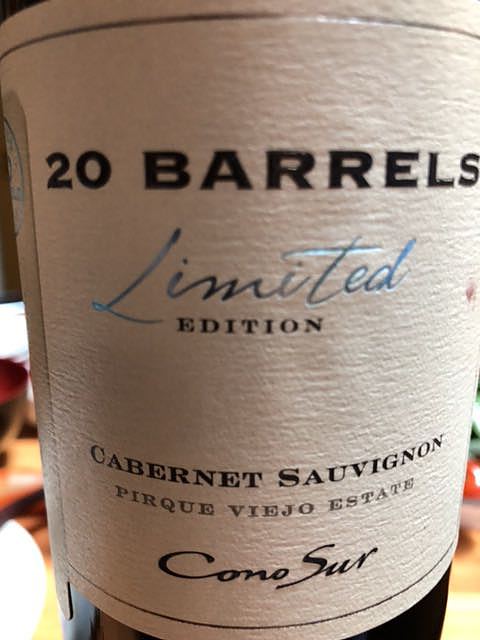 20 BARRELS
Limited
EDITION
CABERNET SAUVIGNON
PIRQUE VIEJO ESTATE
Cono Sur